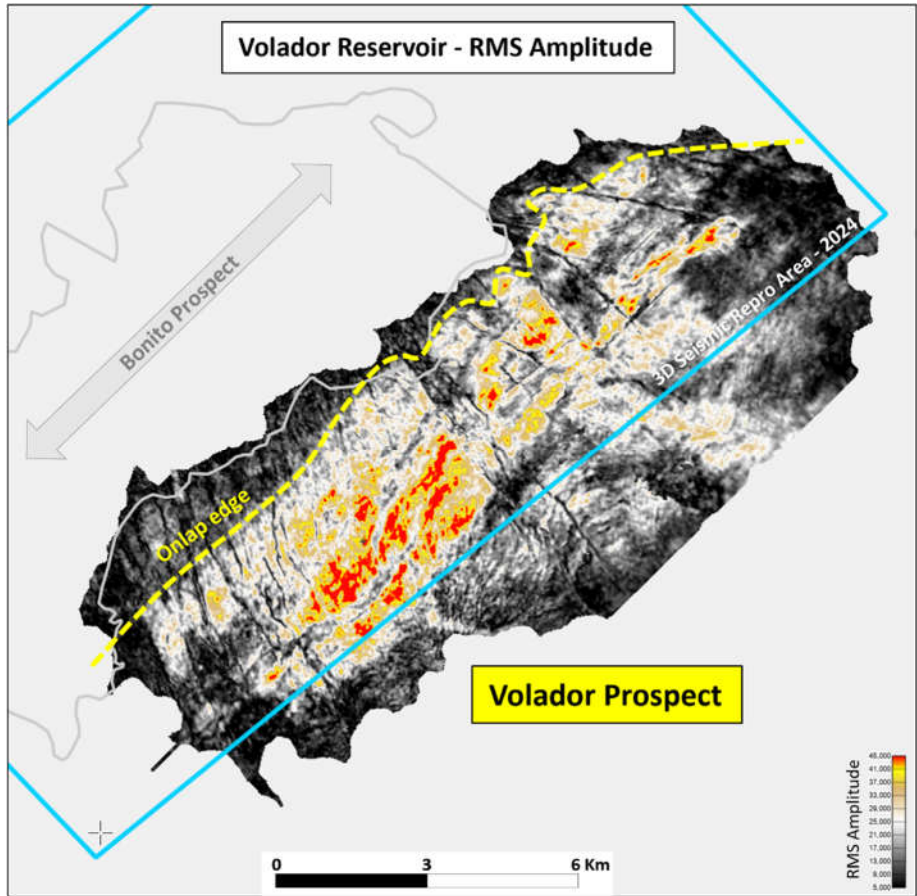 Volador Reservoir - RMS Amplitude
Bonito Prospect
3D Seismic Repro Area - 2024
Onlap edge
Volador Prospect
RMS Amplitude
45,000
41,000
37,000
33,000
29,000
25,000
21,000
17,000
13,000
9,000
5,000
0 3 6 Km